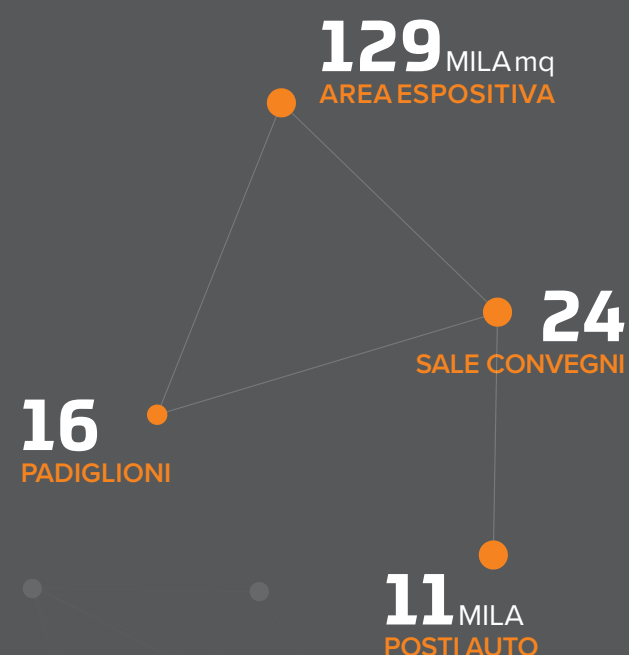 129 MILA mq
AREA ESPOSITIVA
24
SALE CONVEGNI
16
PADIGLIONI
11 MILA
POSTI AUTO